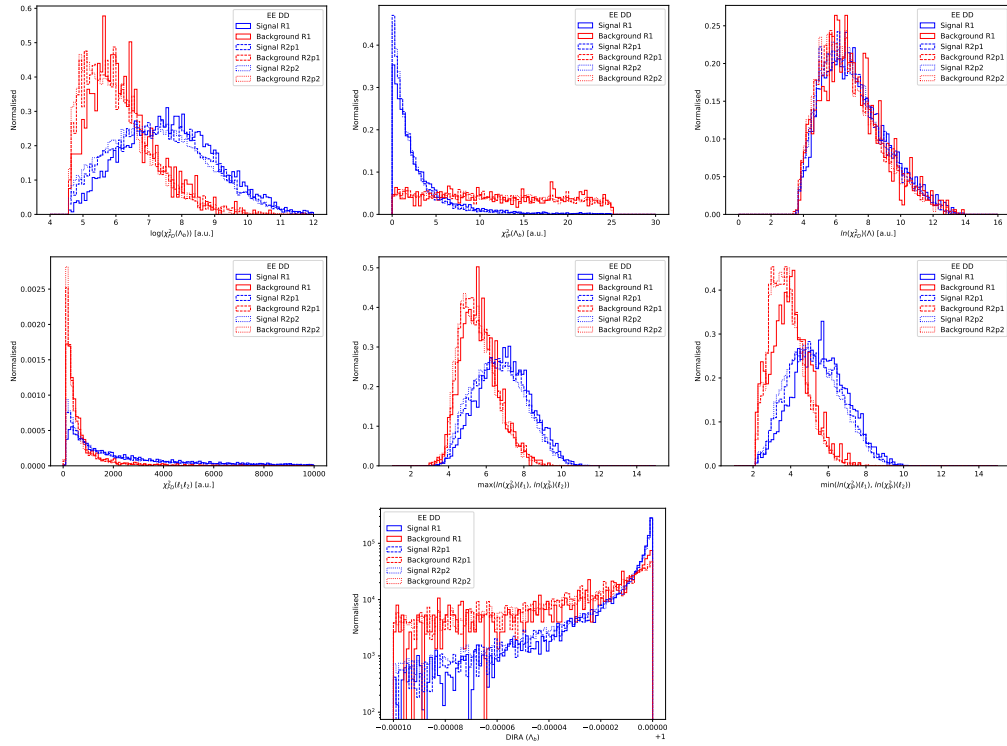 EE DD
Signal R1
Background R1
Signal R2p1
Background R2p1
Signal R2p2
Background R2p2
Normalised
0.0 0.1 0.2 0.3 0.4 0.5 0.6
5 6 7 8 9 10 11 12
log(χ²_FD(Λ_b)) [a.u.]
EE DD
Signal R1
Background R1
Signal R2p1
Background R2p1
Signal R2p2
Background R2p2
Normalised
0.0 0.1 0.2 0.3 0.4
0 5 10 15 20 25 30
χ²_IP(Λ_b) [a.u.]
EE DD
Signal R1
Background R1
Signal R2p1
Background R2p1
Signal R2p2
Background R2p2
Normalised
0.00 0.05 0.10 0.15 0.20 0.25
0 2 4 6 8 10 12 14 16
ln(χ²_FD)(Λ) [a.u.]
EE DD
Signal R1
Background R1
Signal R2p1
Background R2p1
Signal R2p2
Background R2p2
Normalised
0.0000 0.0005 0.0010 0.0015 0.0020 0.0025
0 2000 4000 6000 8000 10000
χ²_FD(ℓ₁ℓ₂) [a.u.]
EE DD
Signal R1
Background R1
Signal R2p1
Background R2p1
Signal R2p2
Background R2p2
Normalised
0.0 0.1 0.2 0.3 0.4 0.5
2 4 6 8 10 12 14
max(ln(χ²_IP)(ℓ₁), ln(χ²_IP)(ℓ₂))
EE DD
Signal R1
Background R1
Signal R2p1
Background R2p1
Signal R2p2
Background R2p2
Normalised
0.0 0.1 0.2 0.3 0.4
2 4 6 8 10 12 14
min(ln(χ²_IP)(ℓ₁), ln(χ²_IP)(ℓ₂))
EE DD
Signal R1
Background R1
Signal R2p1
Background R2p1
Signal R2p2
Background R2p2
Normalised
10² 10³ 10⁴ 10⁵
−0.00010 −0.00008 −0.00006 −0.00004 −0.00002 0.00000
+1
DIRA (Λ_b)